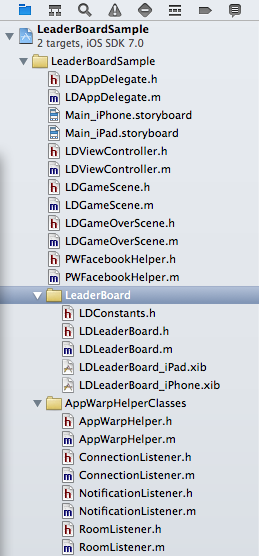 LeaderBoardSample
2 targets, iOS SDK 7.0
LeaderBoardSample
h LDAppDelegate.h
m LDAppDelegate.m
Main_iPhone.storyboard
Main_iPad.storyboard
h LDViewController.h
m LDViewController.m
h LDGameScene.h
m LDGameScene.m
h LDGameOverScene.h
m LDGameOverScene.m
h PWFacebookHelper.h
m PWFacebookHelper.m
LeaderBoard
h LDConstants.h
h LDLeaderBoard.h
m LDLeaderBoard.m
LDLeaderBoard_iPad.xib
LDLeaderBoard_iPhone.xib
AppWarpHelperClasses
h AppWarpHelper.h
m AppWarpHelper.m
h ConnectionListener.h
m ConnectionListener.m
h NotificationListener.h
m NotificationListener.m
h RoomListener.h
m RoomListener.m